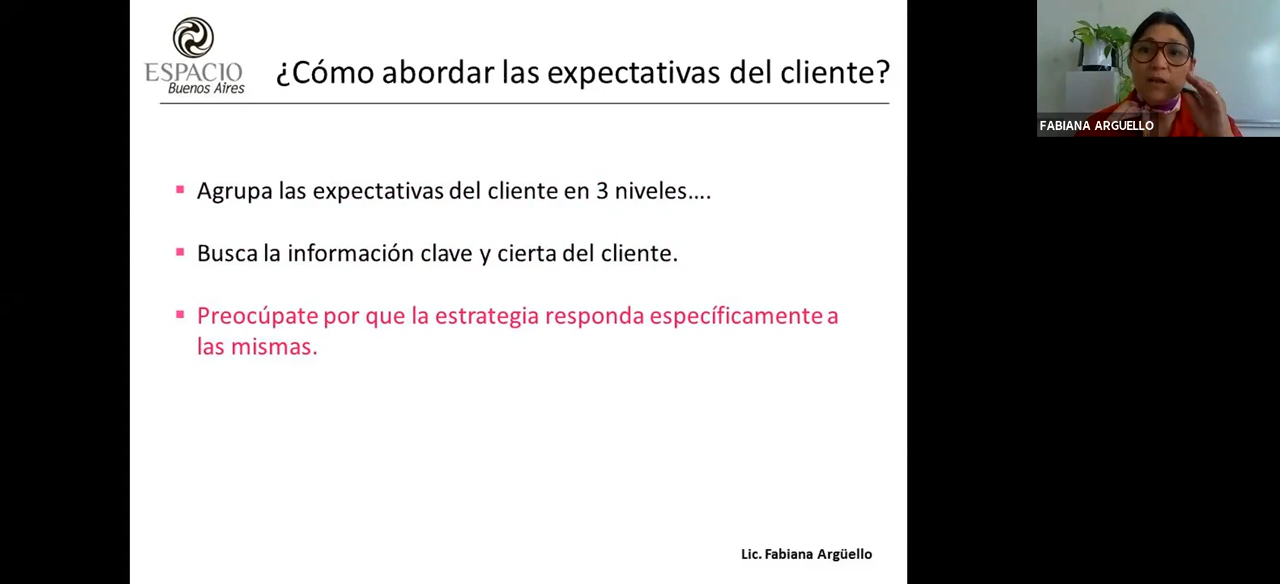 ESPACIO
Buenos Aires
¿Cómo abordar las expectativas del cliente?
FABIANA ARGUELLO
▪ Agrupa las expectativas del cliente en 3 niveles....
▪ Busca la información clave y cierta del cliente.
▪ Preocúpate por que la estrategia responda específicamente a
las mismas.
Lic. Fabiana Argüello